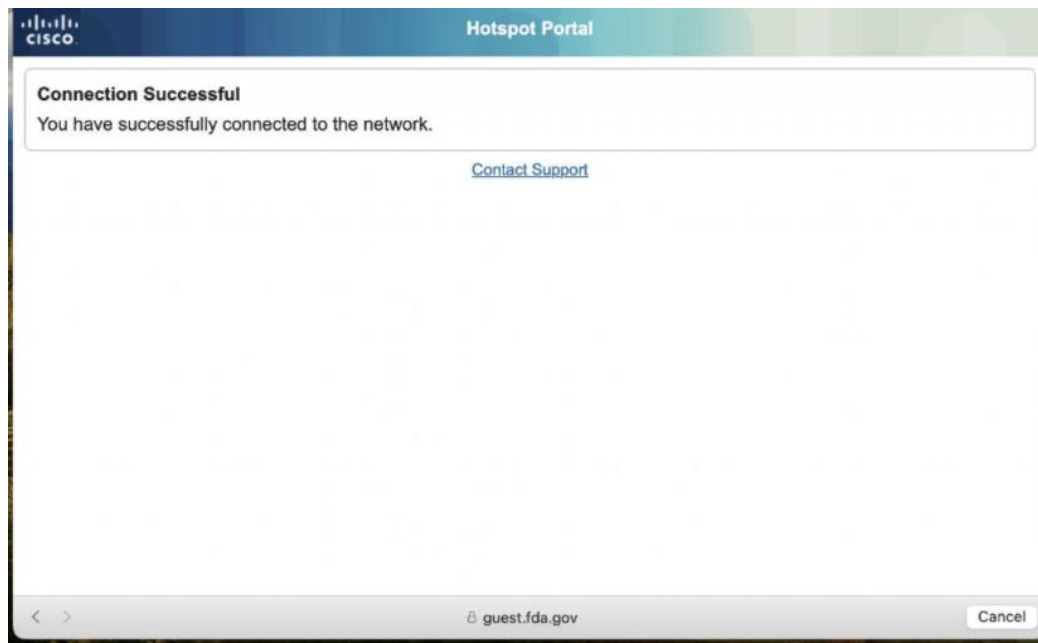 CISCO
Hotspot Portal
Connection Successful
You have successfully connected to the network.
Contact Support
guest.fda.gov
Cancel